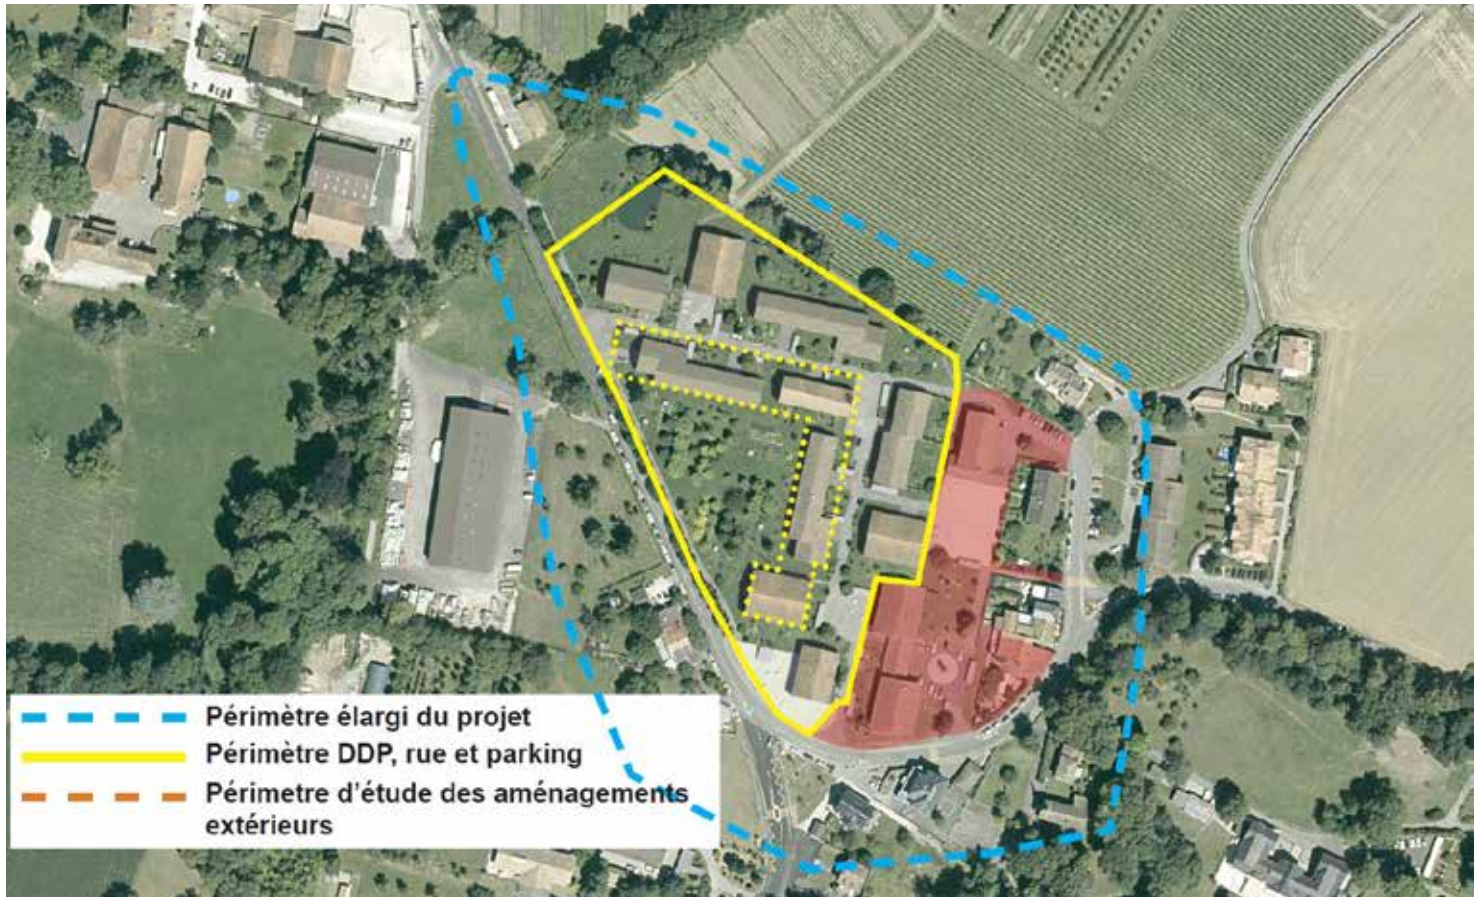 Périmètre élargi du projet
Périmètre DDP, rue et parking
Périmetre d'étude des aménagements
extérieurs